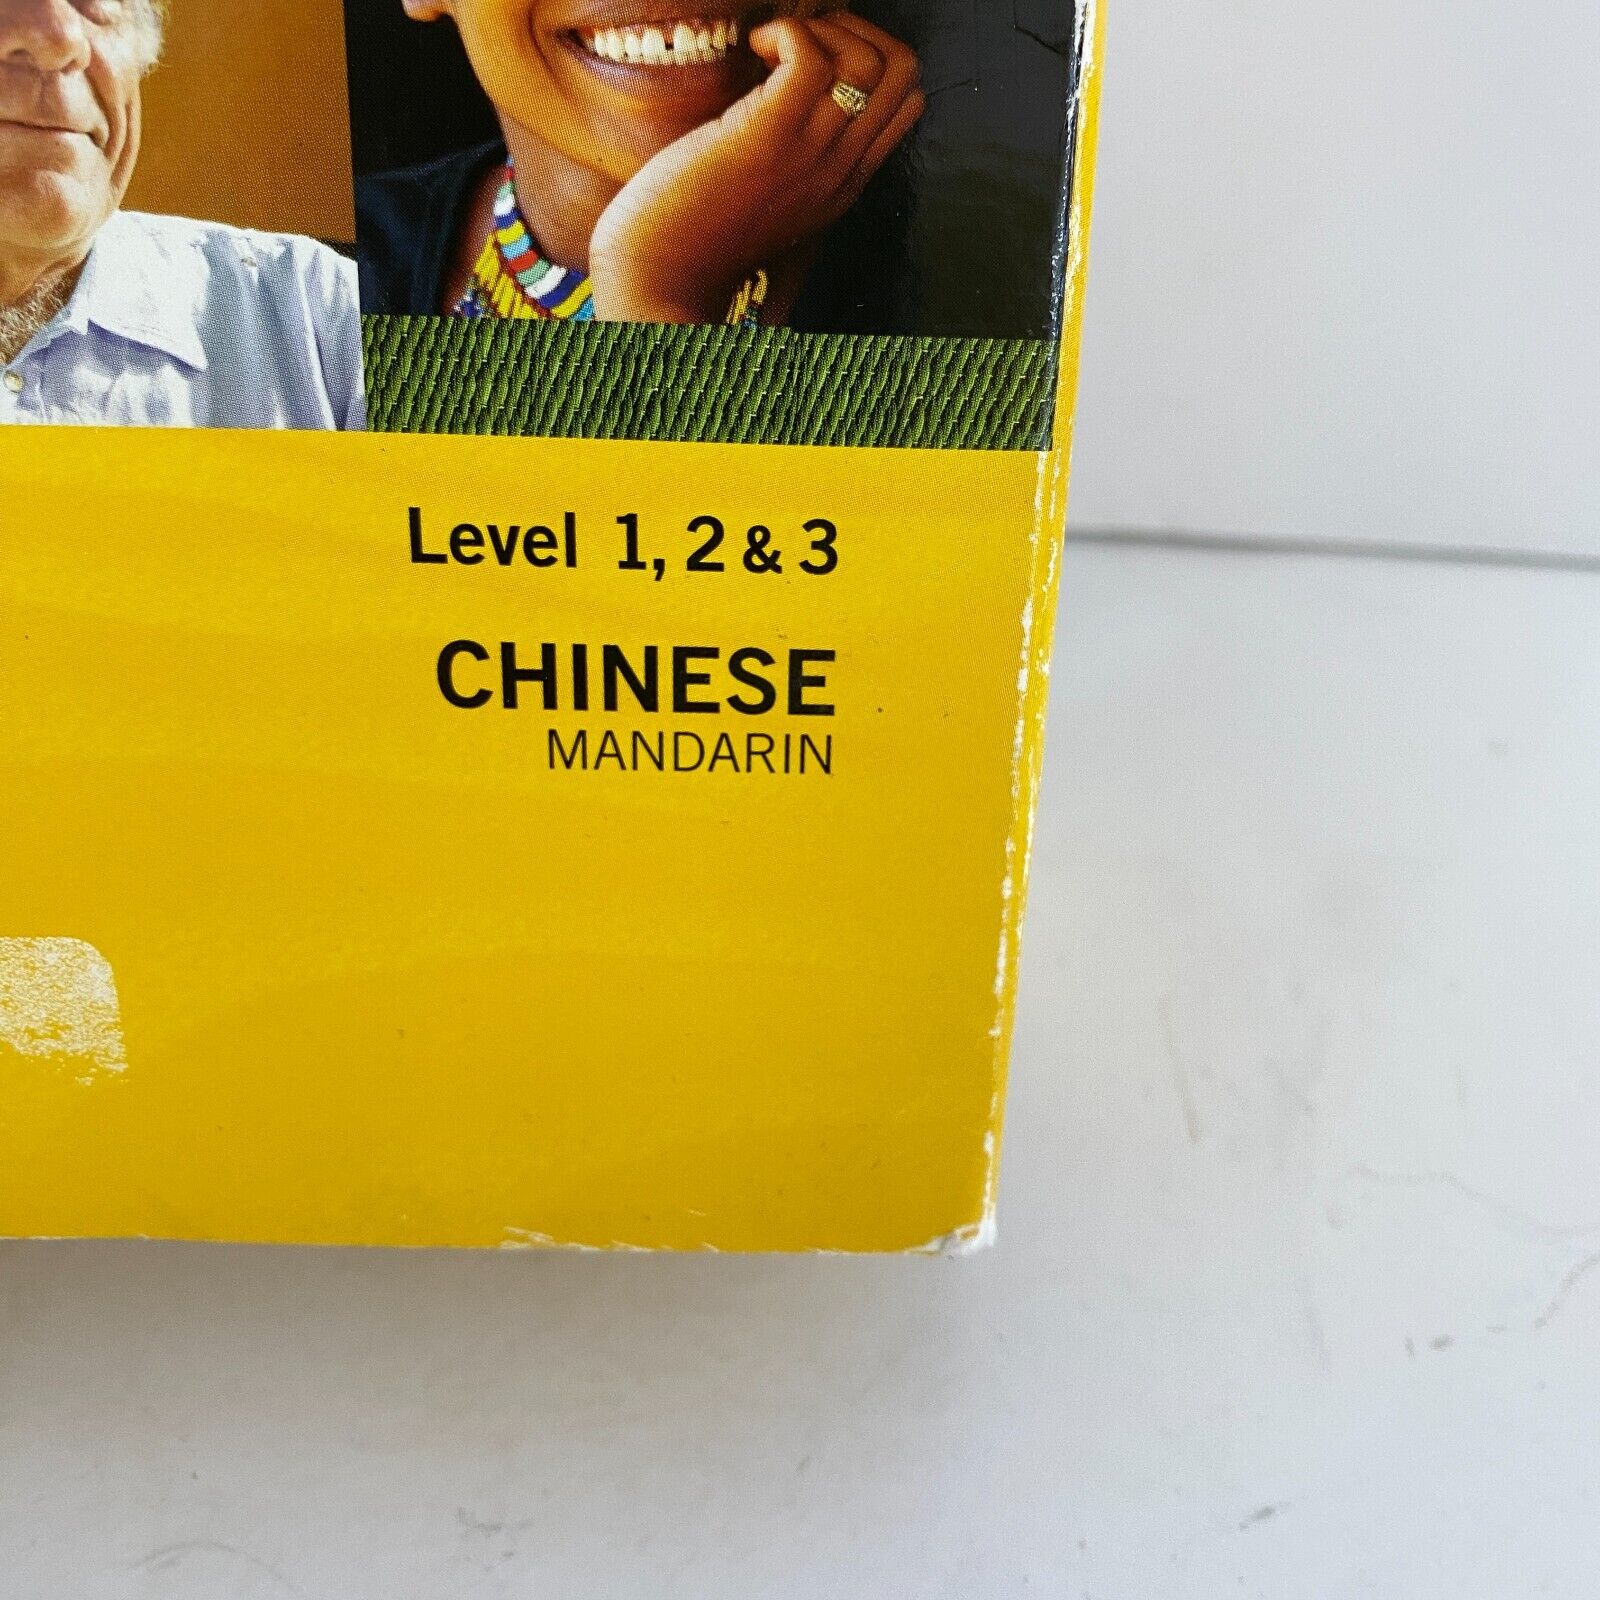 Level 1, 2 & 3
CHINESE
MANDARIN